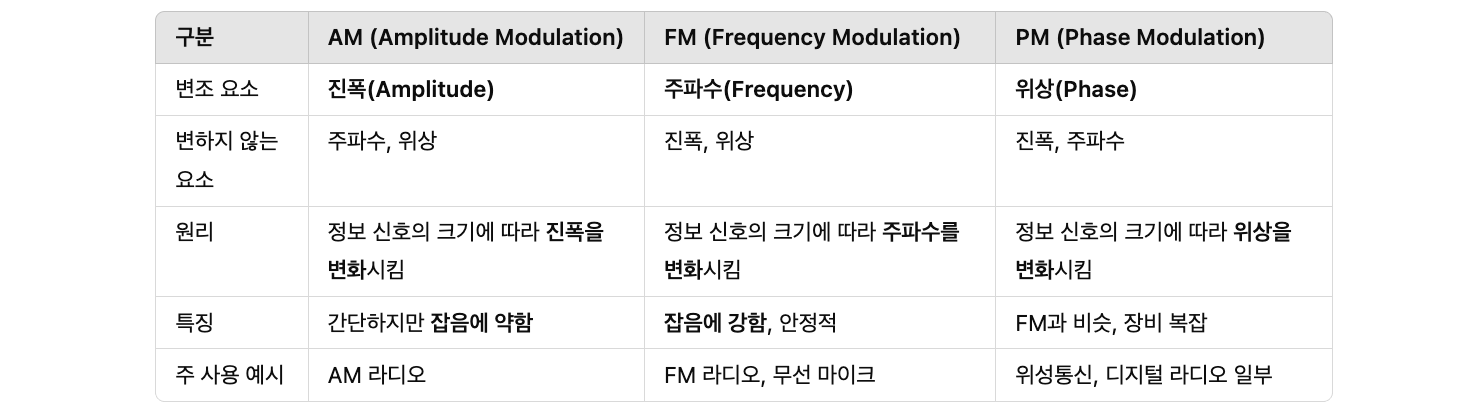 구분 AM (Amplitude Modulation) FM (Frequency Modulation) PM (Phase Modulation)
변조 요소 진폭(Amplitude) 주파수(Frequency) 위상(Phase)
변하지 않는 주파수, 위상 진폭, 위상 진폭, 주파수
요소
원리 정보 신호의 크기에 따라 진폭을 정보 신호의 크기에 따라 주파수를 정보 신호의 크기에 따라 위상을
변화시킴 변화시킴 변화시킴
특징 간단하지만 잡음에 약함 잡음에 강함, 안정적 FM과 비슷, 장비 복잡
주 사용 예시 AM 라디오 FM 라디오, 무선 마이크 위성통신, 디지털 라디오 일부